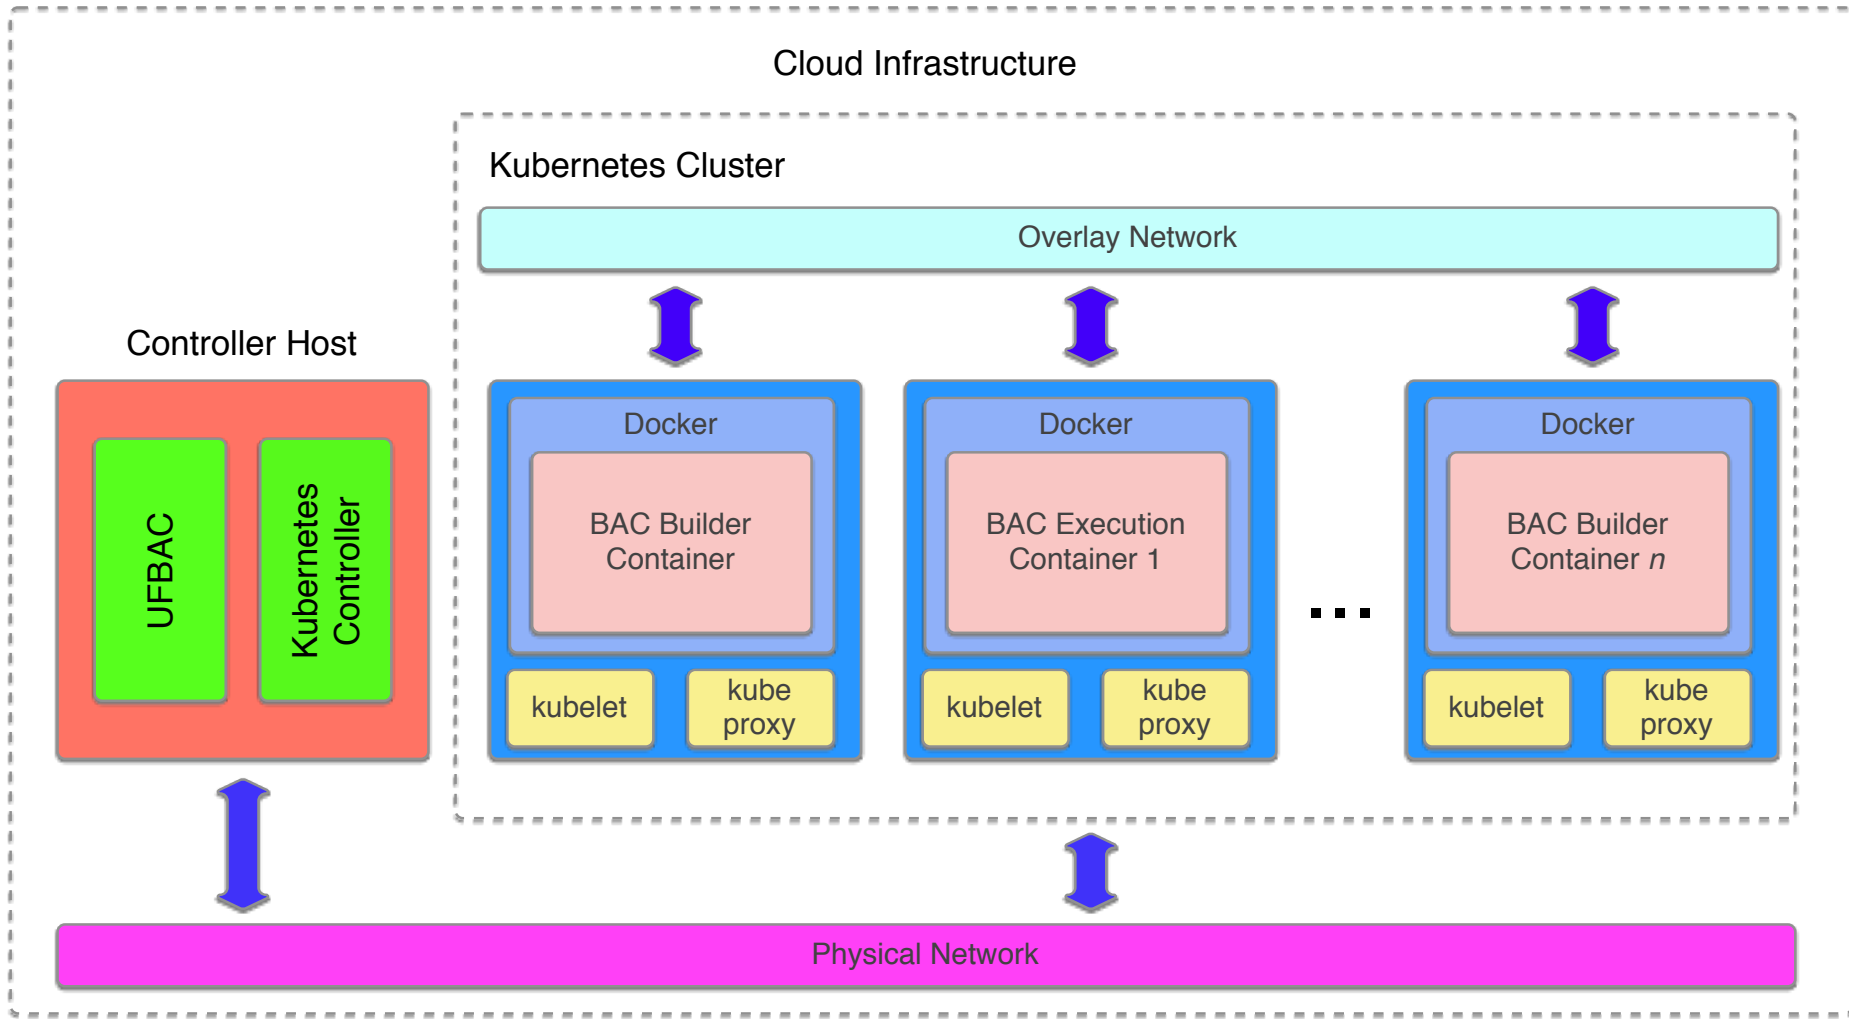 Cloud Infrastructure
Kubernetes Cluster
Overlay Network
Controller Host
UFBAC
Kubernetes
Controller
Docker
BAC Builder
Container
kubelet
kube
proxy
Docker
BAC Execution
Container 1
kubelet
kube
proxy
...
Docker
BAC Builder
Container n
kubelet
kube
proxy
Physical Network